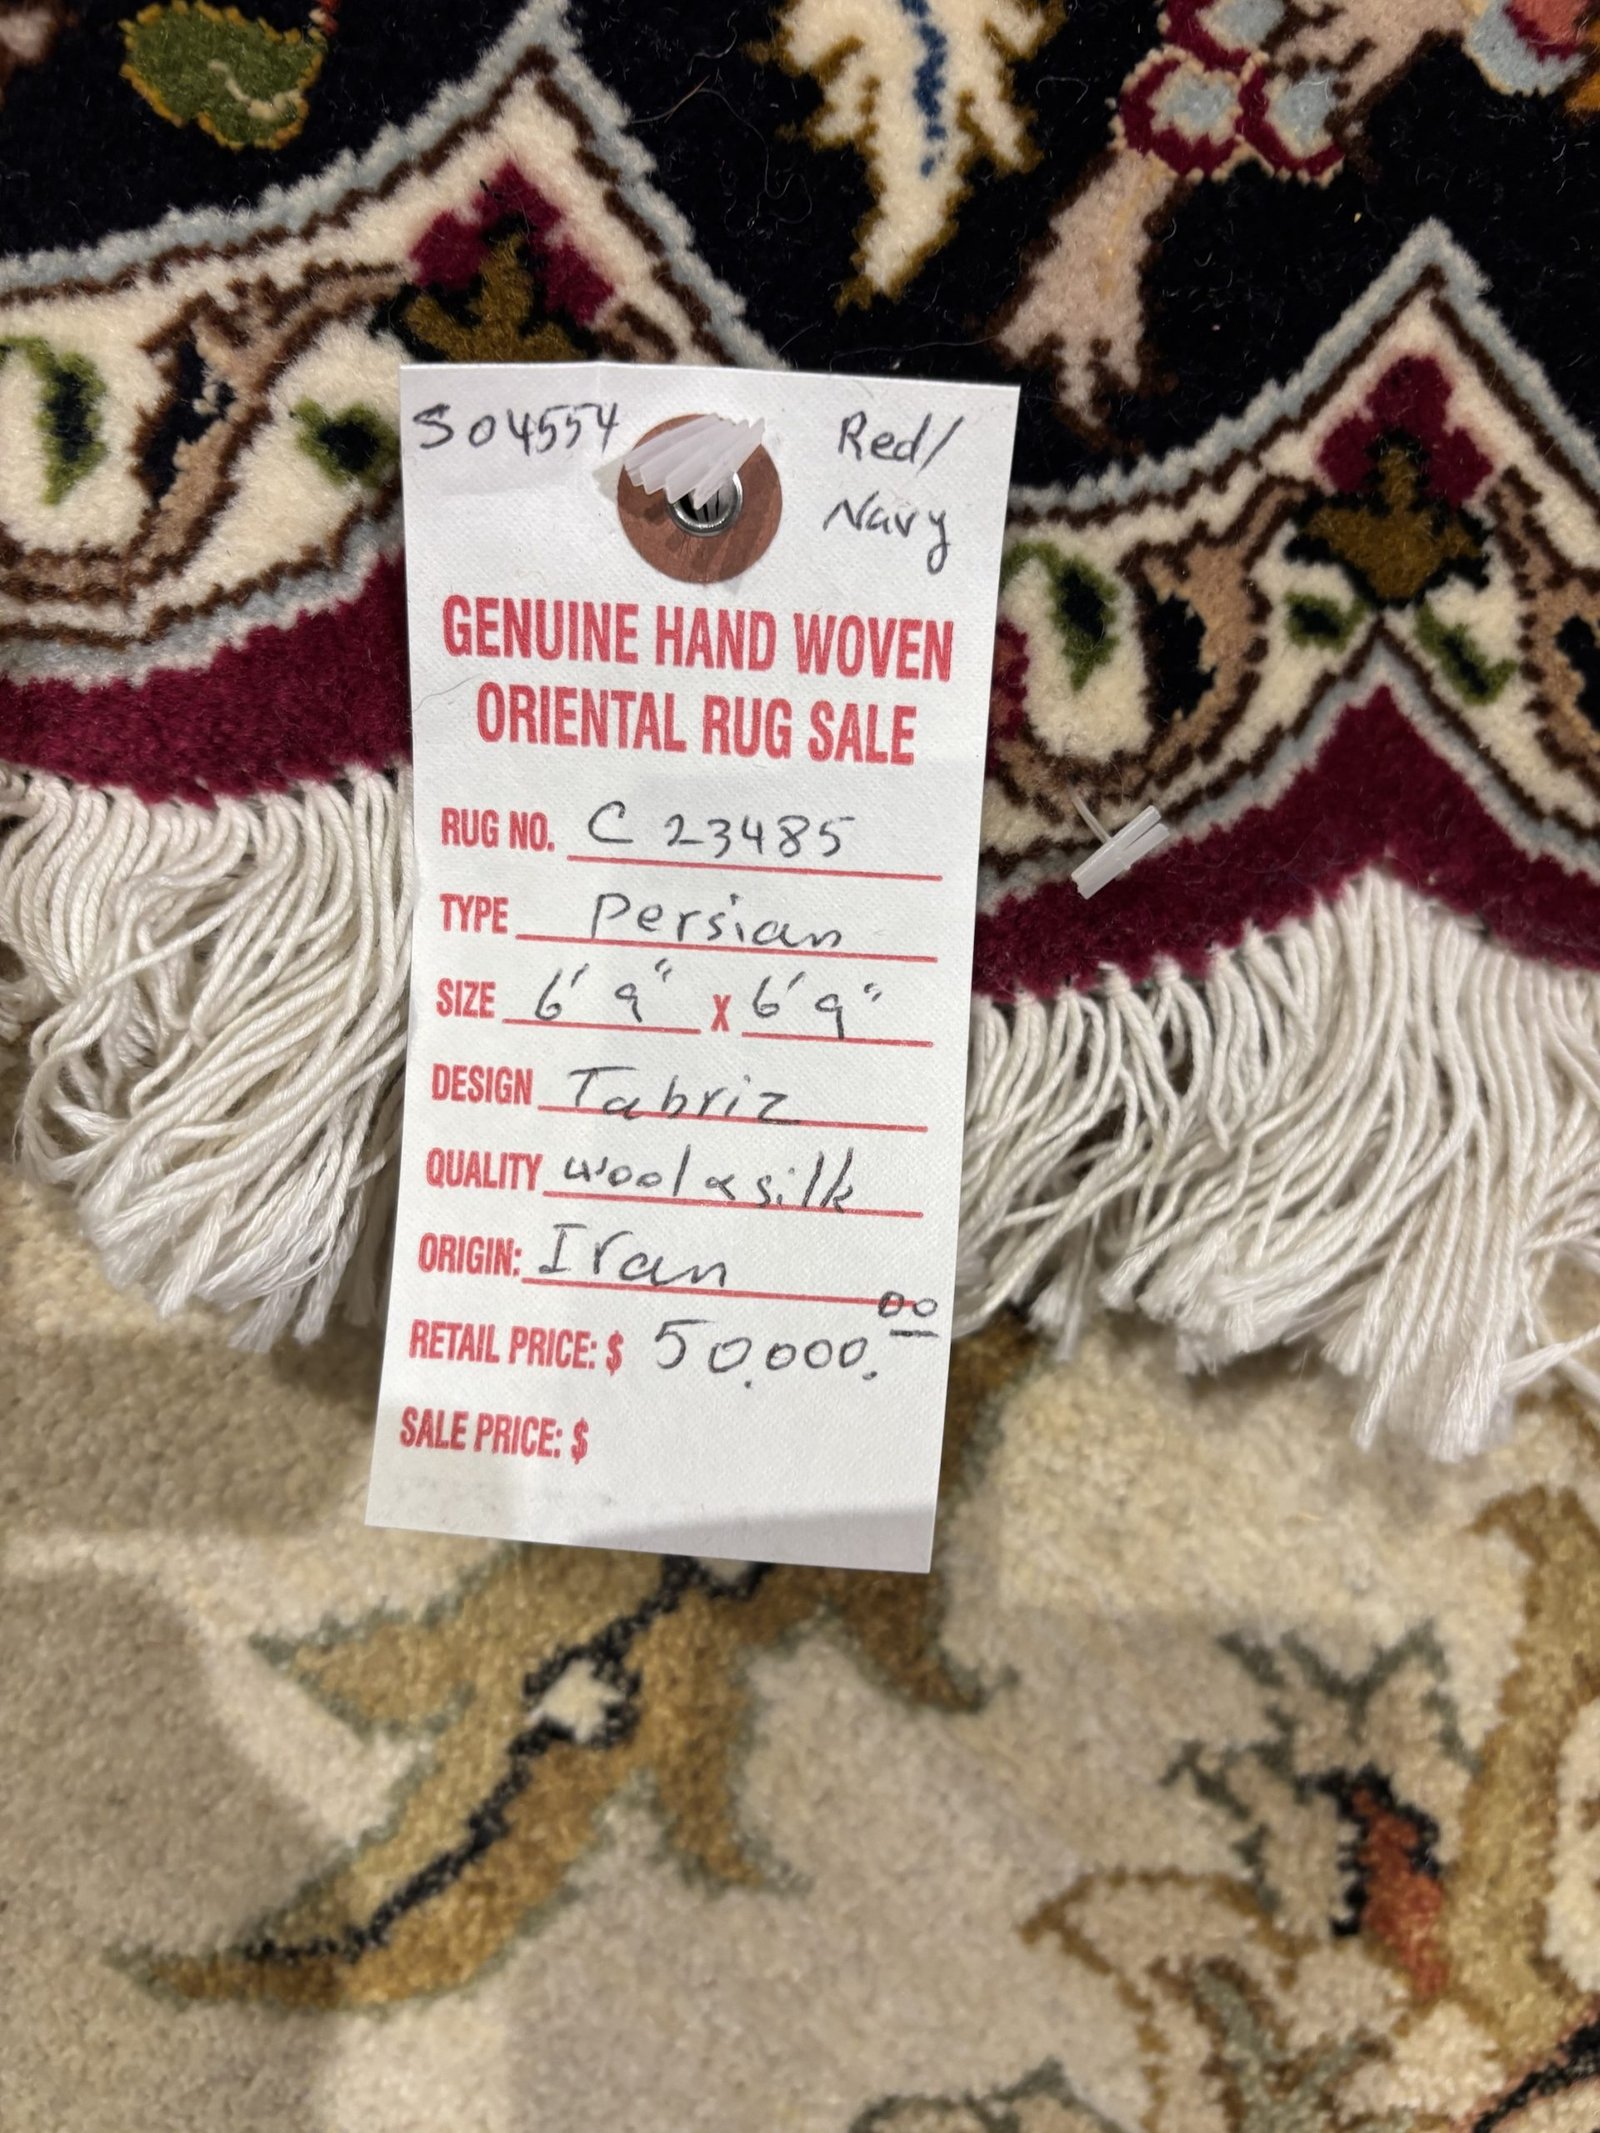 S04554
Red/
Navy
GENUINE HAND WOVEN
ORIENTAL RUG SALE
RUG NO. C 23485
TYPE Persian
SIZE 6' 9" X 6' 9"
DESIGN Tabriz
QUALITY wool & silk
ORIGIN: Iran
RETAIL PRICE: $ 50.000.00
SALE PRICE: $